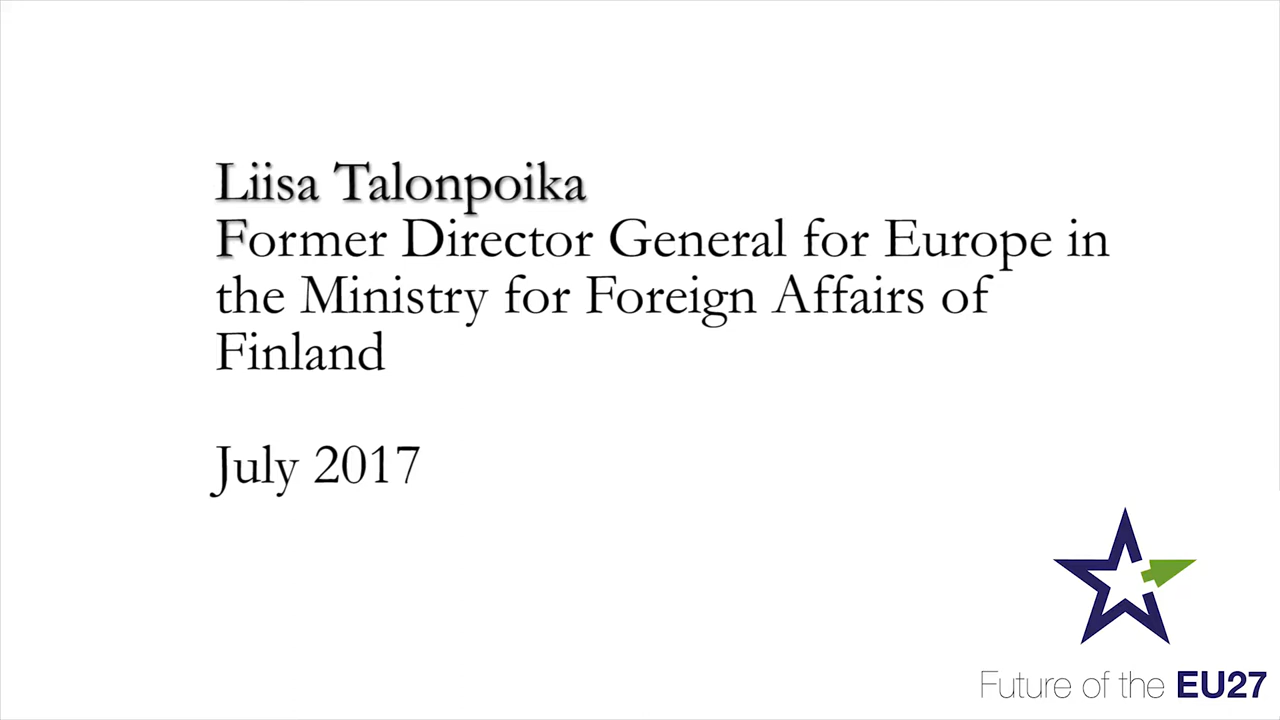 Liisa Talonpoika
Former Director General for Europe in
the Ministry for Foreign Affairs of
Finland
July 2017
Future of the EU27